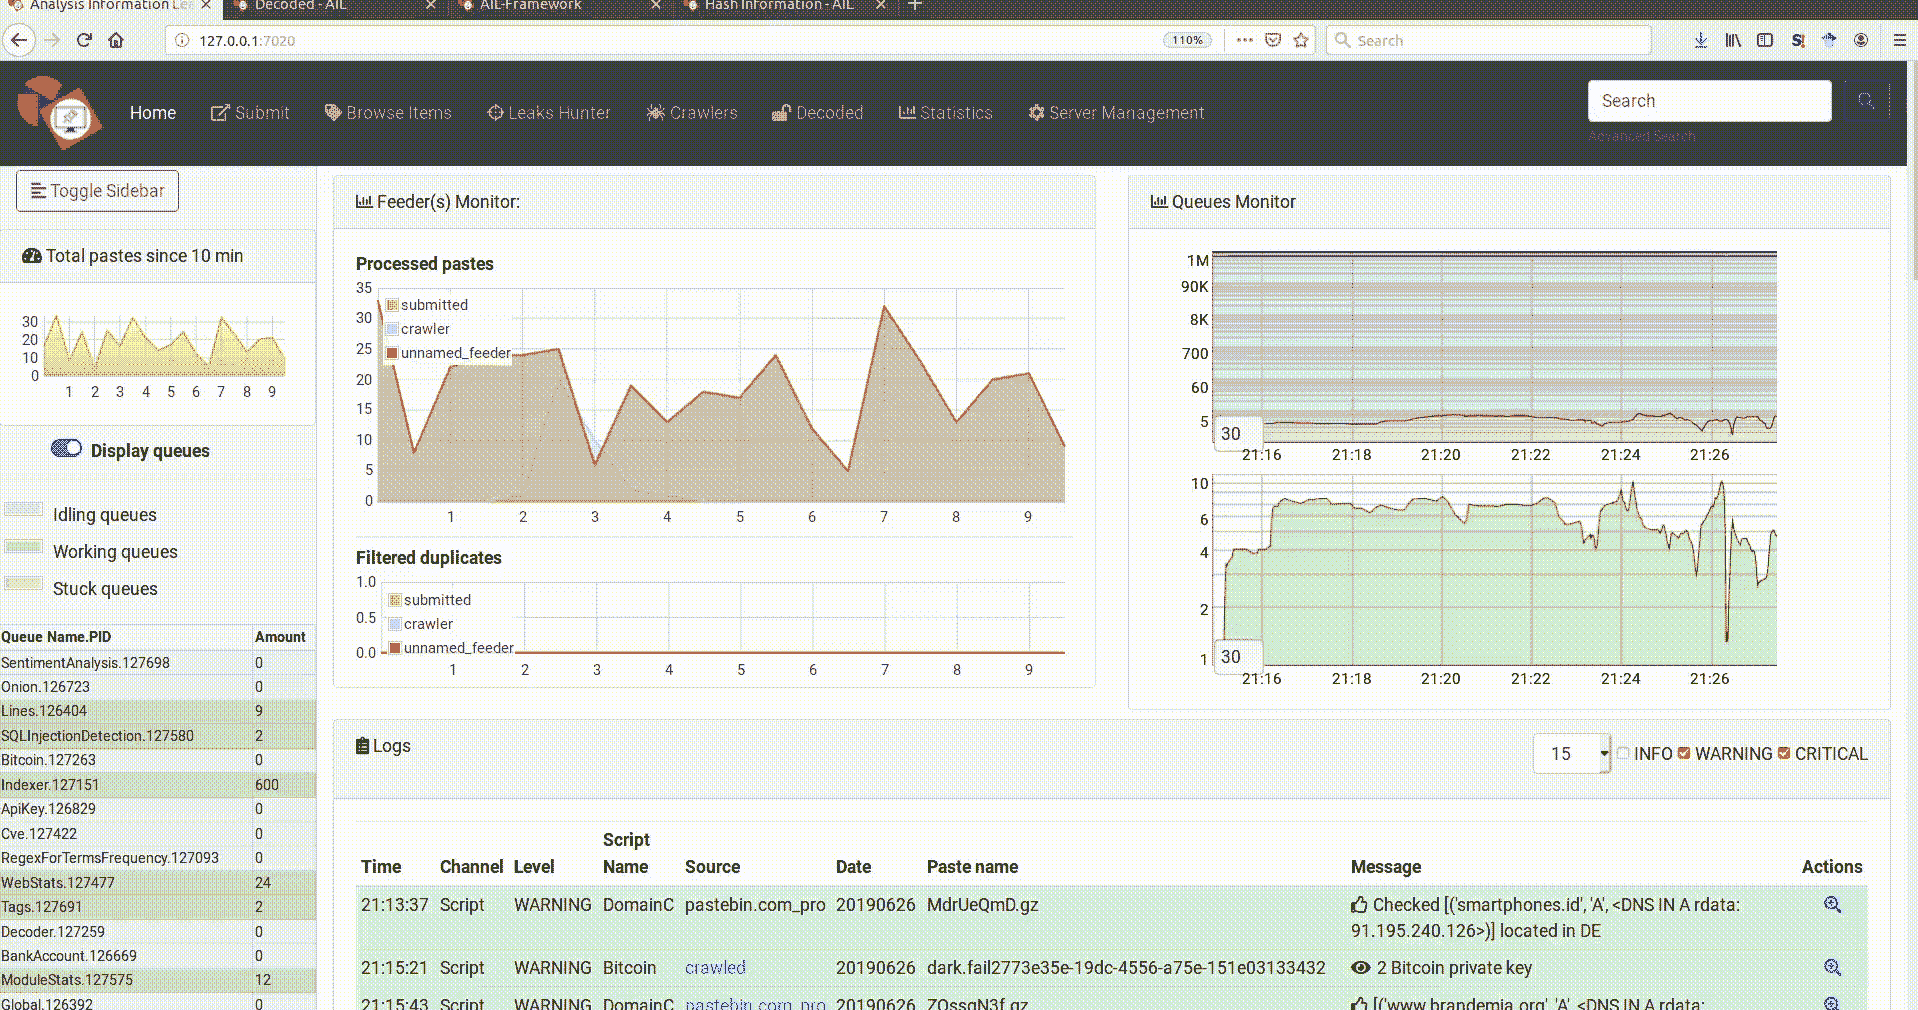 Analysis Information Lea
Decoded - AIL
AIL-Framework
Hash Information - AIL
127.0.0.1:7020
110%
Search
Home
Submit
Browse Items
Leaks Hunter
Crawlers
Decoded
Statistics
Server Management
Search
Advanced Search
Toggle Sidebar
Total pastes since 10 min
30
20
10
0
1 2 3 4 5 6 7 8 9
Display queues
Idling queues
Working queues
Stuck queues
Queue Name.PID Amount
SentimentAnalysis.127698 0
Onion.126723 0
Lines.126404 9
SQLInjectionDetection.127580 2
Bitcoin.127263 0
Indexer.127151 600
ApiKey.126829 0
Cve.127422 0
RegexForTermsFrequency.127093 0
WebStats.127477 24
Tags.127691 2
Decoder.127259 0
BankAccount.126669 0
ModuleStats.127575 12
Global.126392 0
Feeder(s) Monitor:
Processed pastes
35
30
25
20
15
10
5
0
submitted
crawler
unnamed_feeder
1 2 3 4 5 6 7 8 9
Filtered duplicates
1.0
0.5
0.0
submitted
crawler
unnamed_feeder
1 2 3 4 5 6 7 8 9
Queues Monitor
1M
90K
8K
700
60
5
30
21:16 21:18 21:20 21:22 21:24 21:26
10
6
4
2
1
30
21:16 21:18 21:20 21:22 21:24 21:26
Logs
15 INFO WARNING CRITICAL
Time Channel Level Script Name Source Date Paste name Message Actions
21:13:37 Script WARNING DomainC pastebin.com_pro 20190626 MdrUeQmD.gz Checked [('smartphones.id', 'A', <DNS IN A rdata:
91.195.240.126>)] located in DE
21:15:21 Script WARNING Bitcoin crawled 20190626 dark.fail2773e35e-19dc-4556-a75e-151e03133432 2 Bitcoin private key
21:15:43 Script WARNING DomainC pastebin.com_pro 20190626 ZQssgN3f.gz [('www.brandemia.org', 'A', <DNS IN A rdata: